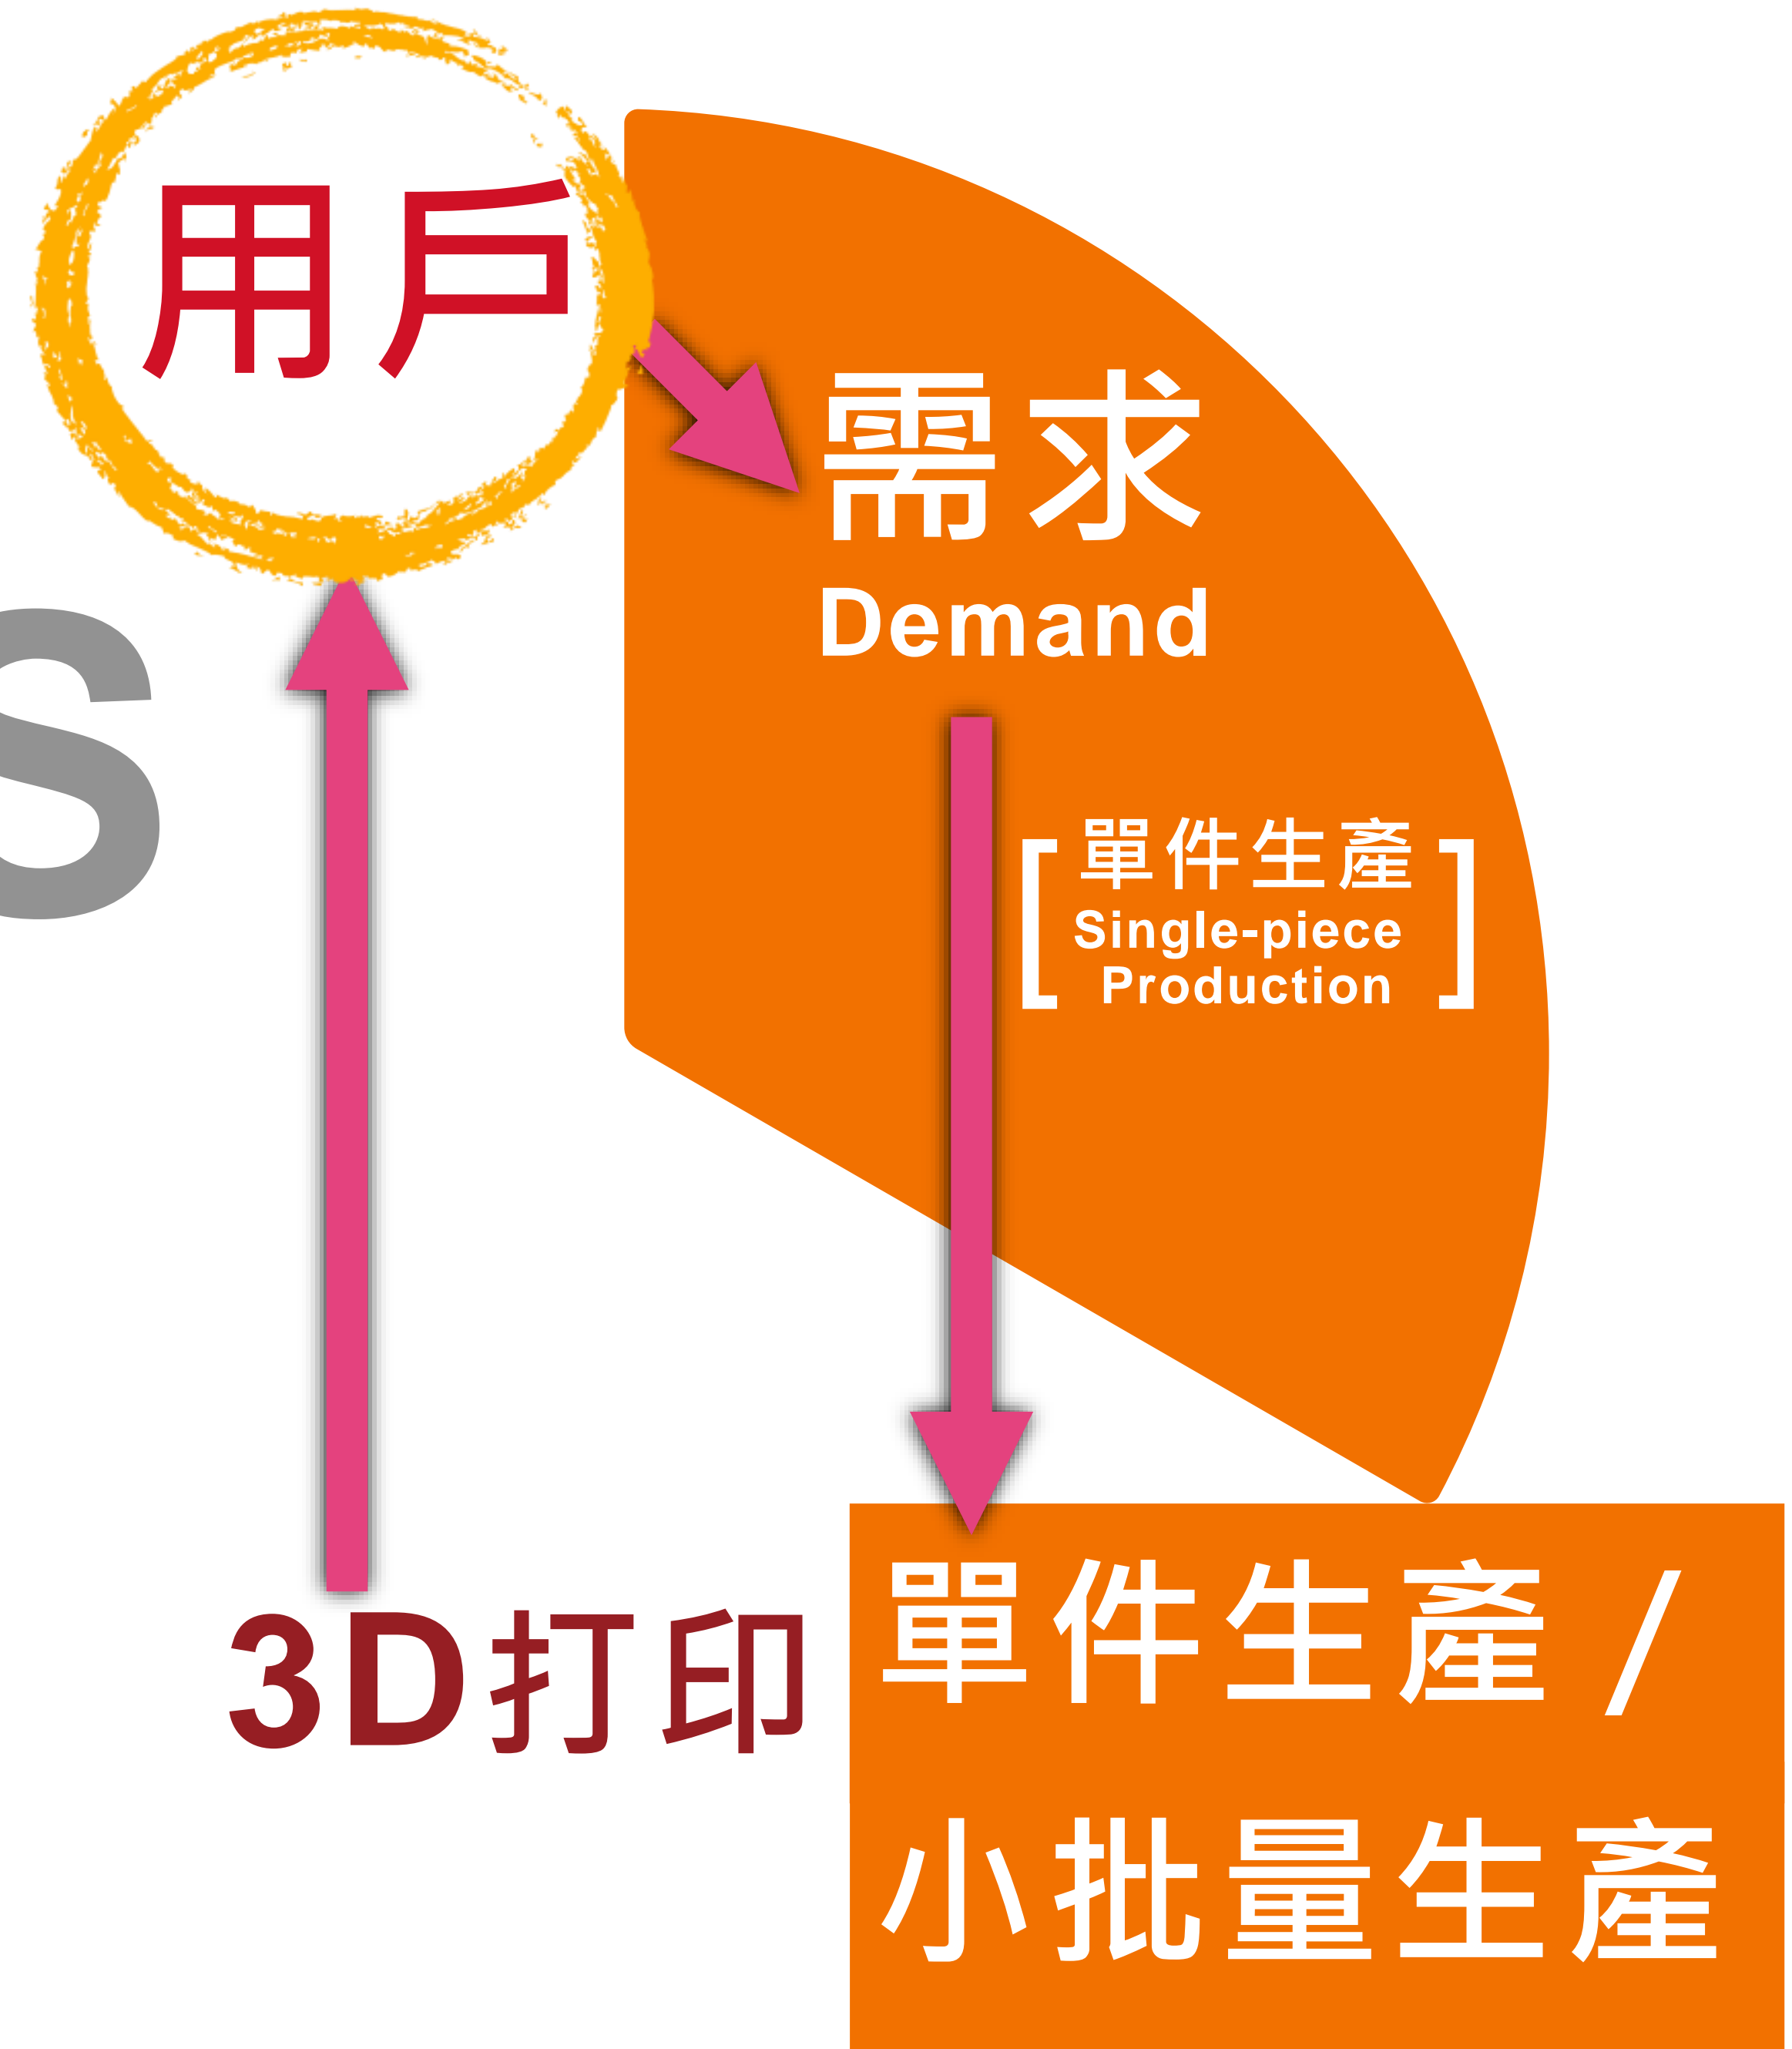 用戶
需求
Demand
S
[單件生產
Single-piece
Production]
3D打印
單件生產 /
小批量生產